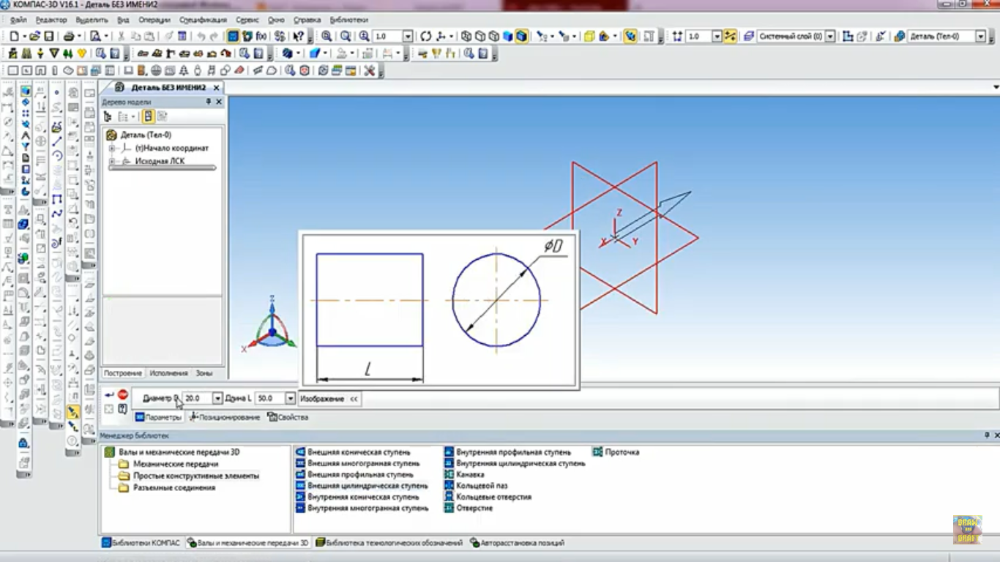 КОМПАС-3D V16.1 - Деталь БЕЗ ИМЕНИ2
Файл Редактор Выделить Вид Операции Спецификация Сервис Окно Справка Библиотеки
1.0 1.0 Системный слой (0) Деталь (Тел-0)
Деталь БЕЗ ИМЕНИ2
Дерево модели
Деталь (Тел-0)
(т)Начало координат
Исходная ЛСК
Z
X Y
⌀D
L
Z
X
Построение Исполнения Зоны
Диаметр D 20.0 Длина L 50.0 Изображение <<
Параметры Позиционирование Свойства
Менеджер библиотек
Валы и механические передачи 3D
Механические передачи
Простые конструктивные элементы
Разъемные соединения
Внешняя коническая ступень
Внешняя многогранная ступень
Внешняя профильная ступень
Внешняя цилиндрическая ступень
Внутренняя коническая ступень
Внутренняя многогранная ступень
Внутренняя профильная ступень
Внутренняя цилиндрическая ступень
Канавка
Кольцевой паз
Кольцевые отверстия
Отверстие
Проточка
Библиотеки КОМПАС Валы и механические передачи 3D Библиотека технологических обозначений Авторасстановка позиций
DRAW
AND
DRAFT